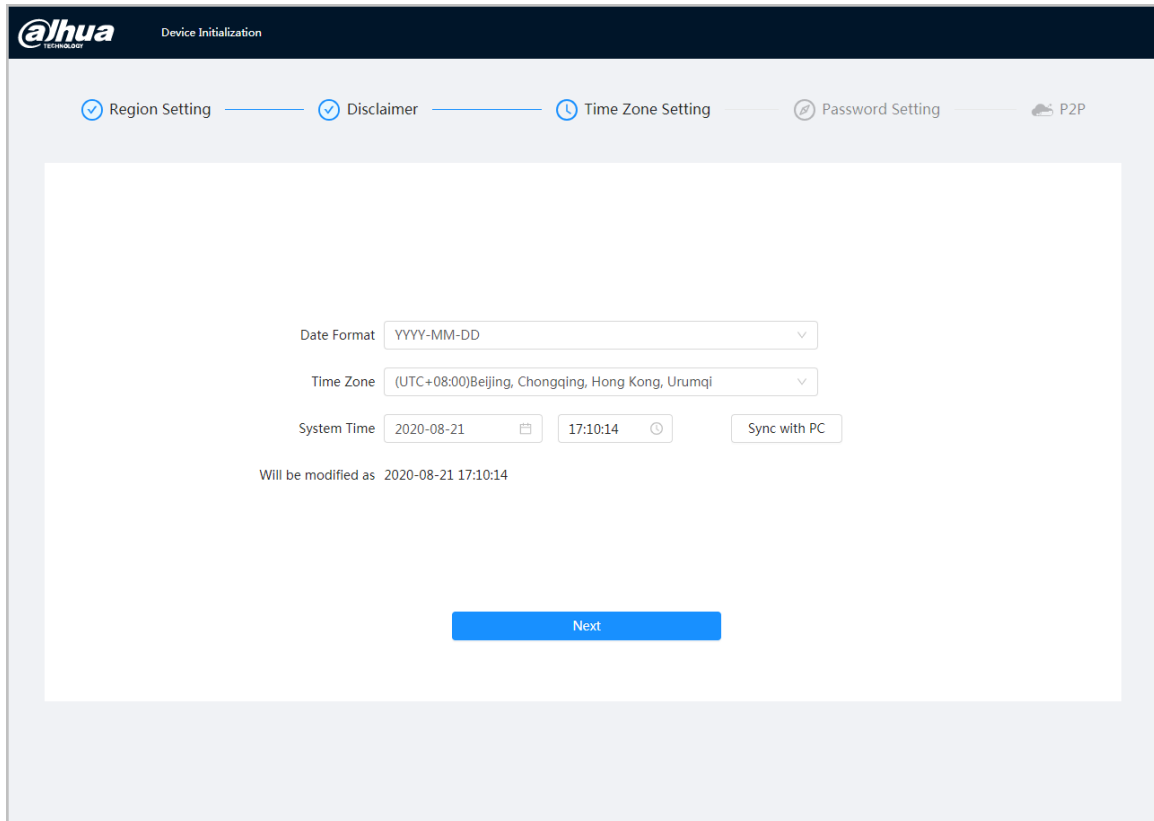 alhua
TECHNOLOGY
Device Initialization
Region Setting
Disclaimer
Time Zone Setting
Password Setting
P2P
Date Format YYYY-MM-DD
Time Zone (UTC+08:00)Beijing, Chongqing, Hong Kong, Urumqi
System Time 2020-08-21 17:10:14 Sync with PC
Will be modified as 2020-08-21 17:10:14
Next